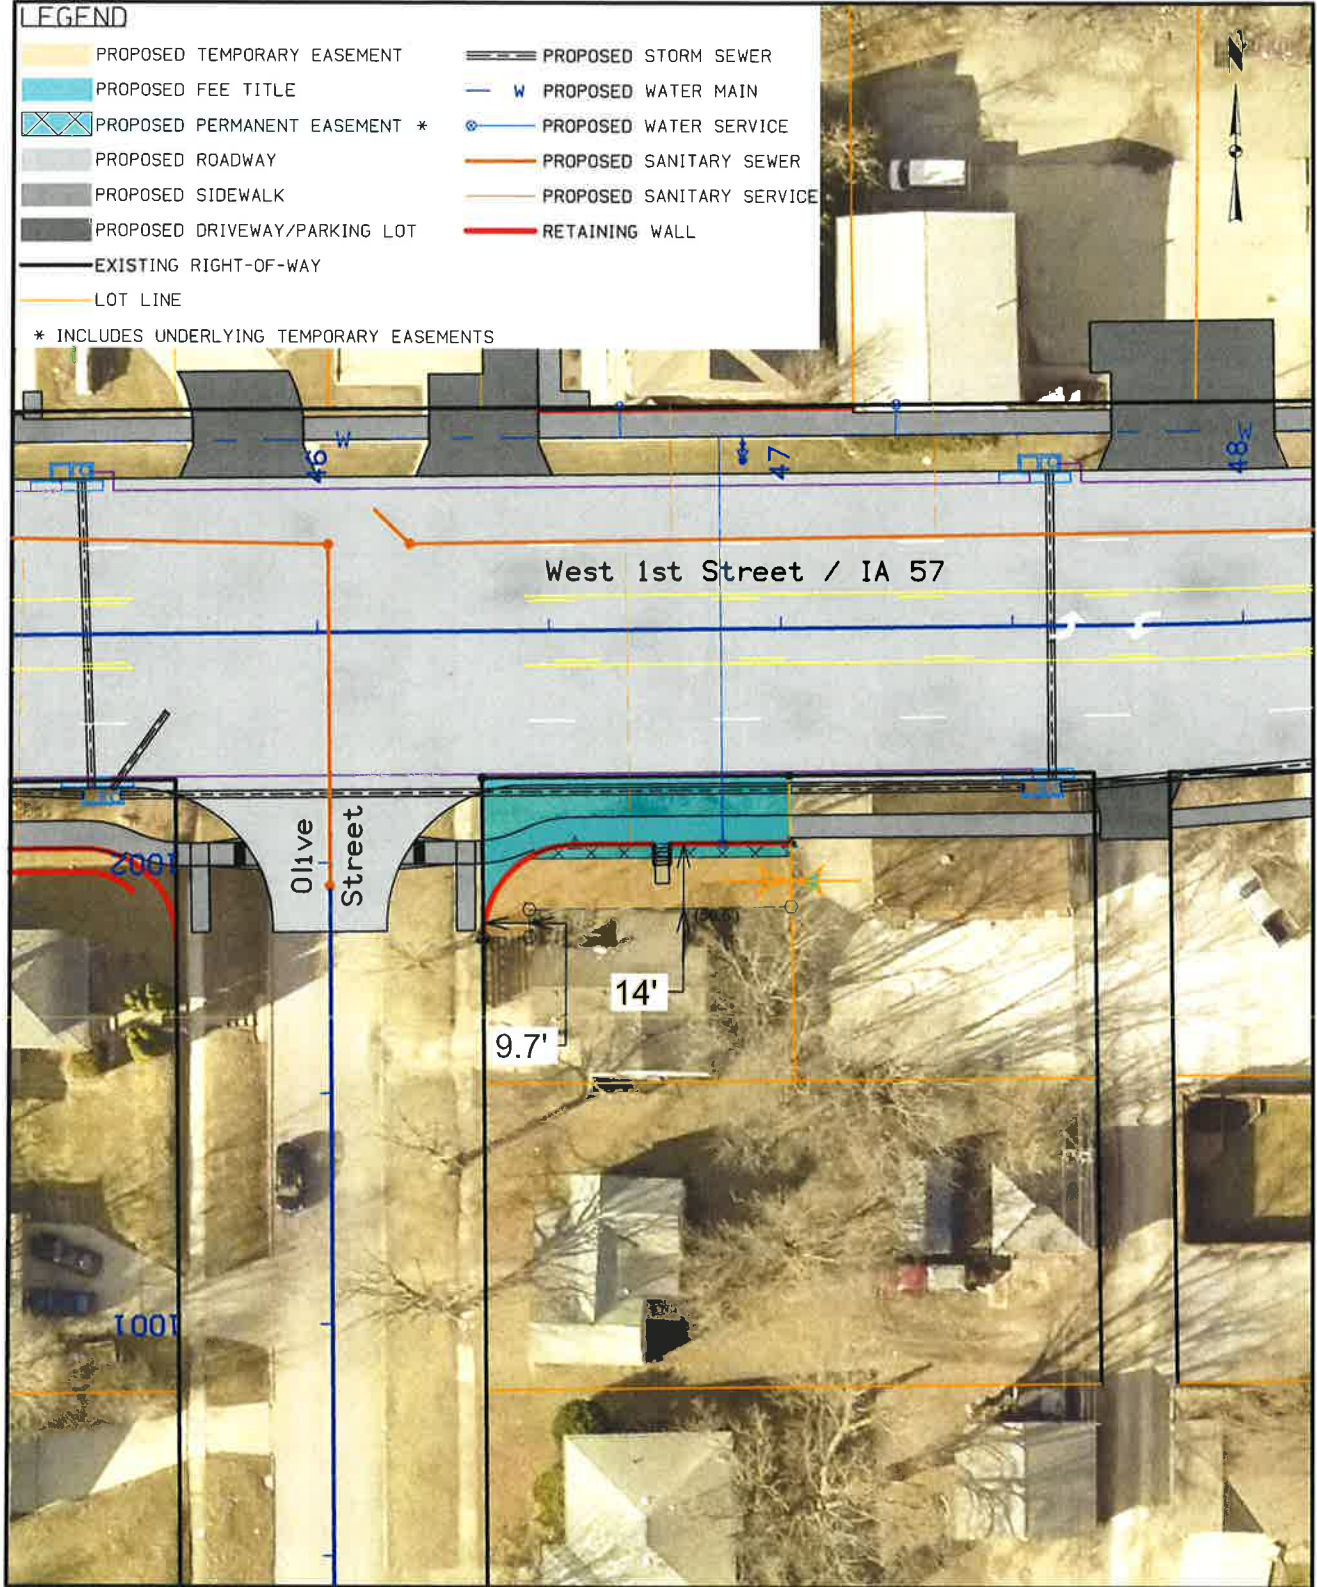 LEGEND
PROPOSED TEMPORARY EASEMENT
PROPOSED FEE TITLE
PROPOSED PERMANENT EASEMENT *
PROPOSED ROADWAY
PROPOSED SIDEWALK
PROPOSED DRIVEWAY/PARKING LOT
EXISTING RIGHT-OF-WAY
LOT LINE
* INCLUDES UNDERLYING TEMPORARY EASEMENTS
PROPOSED STORM SEWER
W PROPOSED WATER MAIN
PROPOSED WATER SERVICE
PROPOSED SANITARY SEWER
PROPOSED SANITARY SERVICE
RETAINING WALL
N
W
46
47
48
W
West 1st Street / IA 57
Olive
Street
1002
14'
9.7'
1001